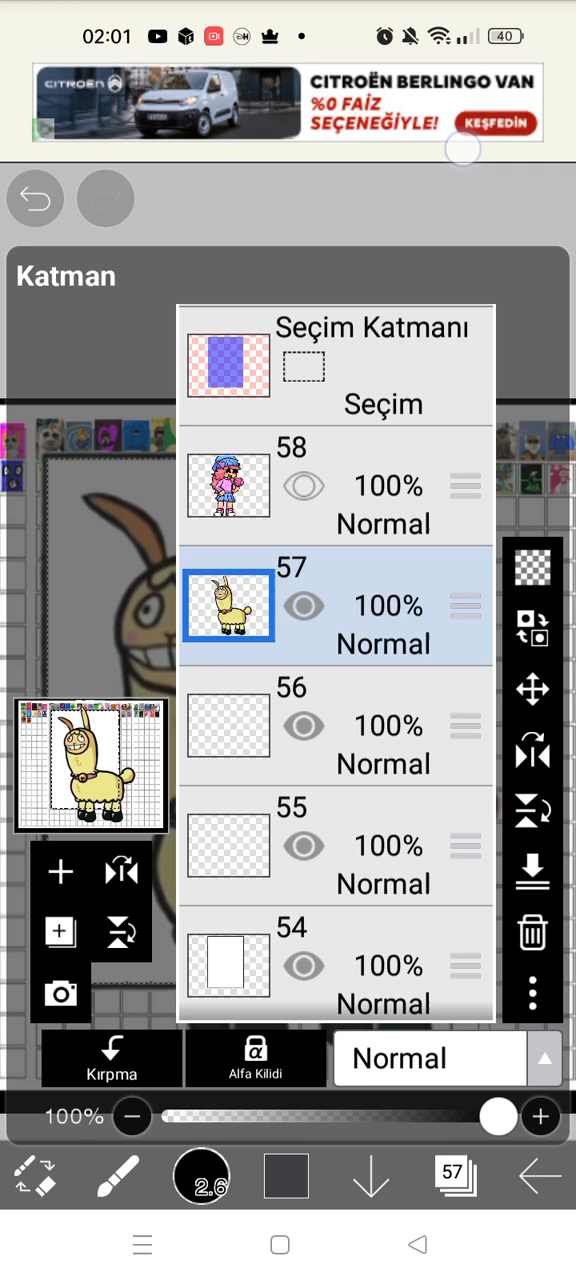 02:01
40
CITROËN
CITROËN BERLINGO VAN
%0 FAİZ
SEÇENEĞİYLE!
KEŞFEDİN
Katman
Seçim Katmanı
Seçim
58
100%
Normal
57
100%
Normal
56
100%
Normal
55
100%
Normal
54
100%
Normal
Kırpma
α
Alfa Kilidi
Normal
100%
2.6
57